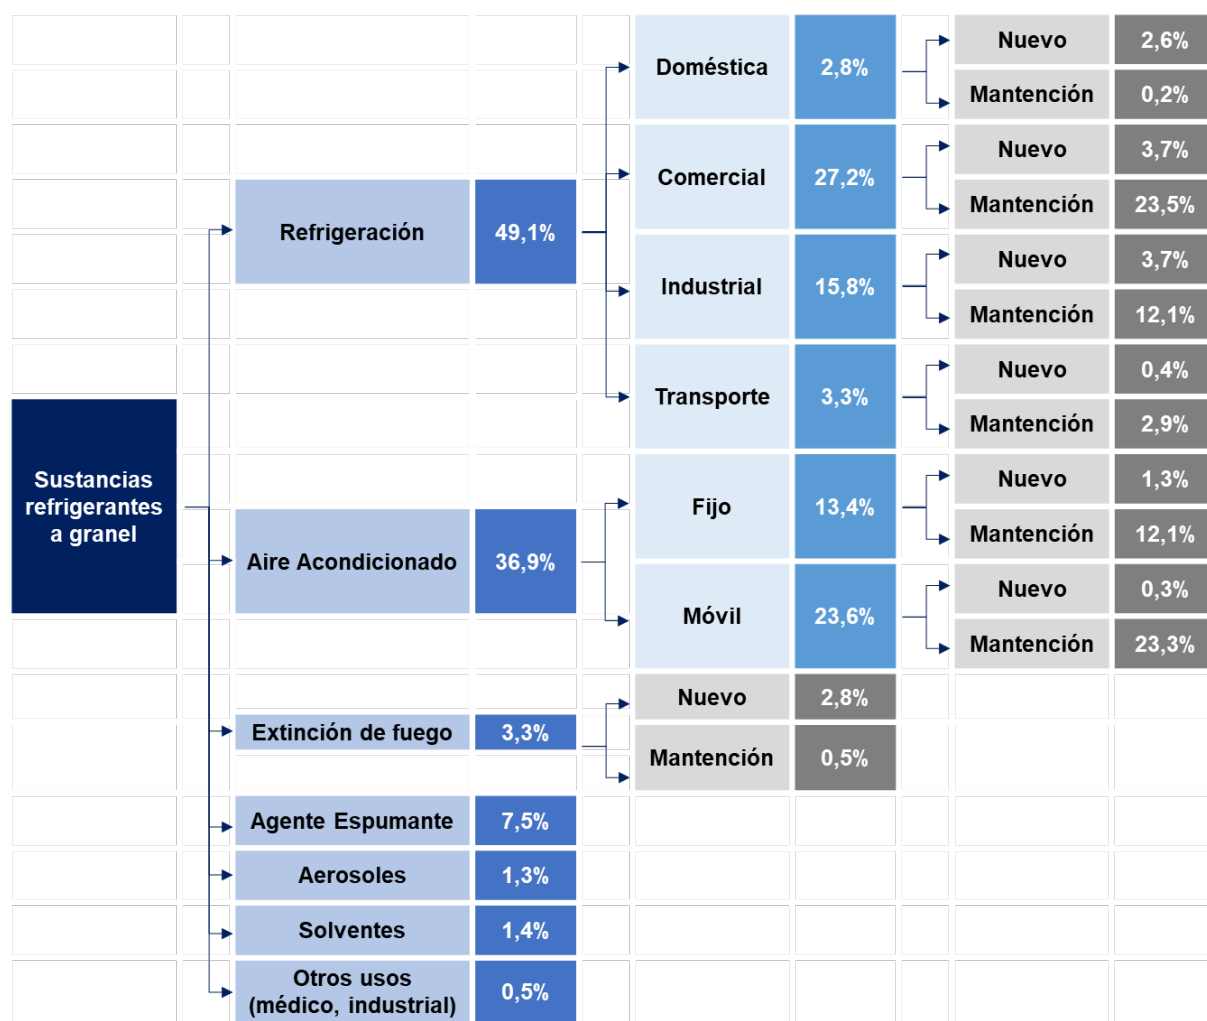 Sustancias
refrigerantes
a granel
Refrigeración 49,1%
Doméstica 2,8%
Nuevo 2,6%
Mantención 0,2%
Comercial 27,2%
Nuevo 3,7%
Mantención 23,5%
Industrial 15,8%
Nuevo 3,7%
Mantención 12,1%
Transporte 3,3%
Nuevo 0,4%
Mantención 2,9%
Aire Acondicionado 36,9%
Fijo 13,4%
Nuevo 1,3%
Mantención 12,1%
Móvil 23,6%
Nuevo 0,3%
Mantención 23,3%
Extinción de fuego 3,3%
Nuevo 2,8%
Mantención 0,5%
Agente Espumante 7,5%
Aerosoles 1,3%
Solventes 1,4%
Otros usos
(médico, industrial) 0,5%